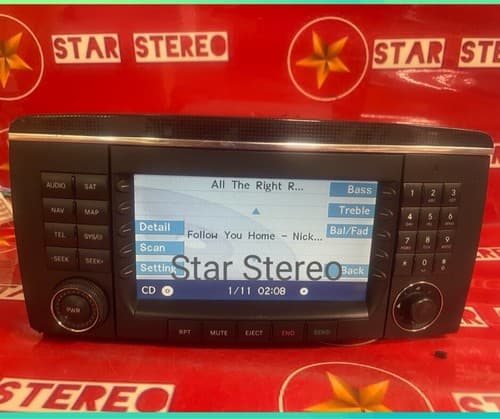 STAR STEREO
STAR STEREO
AUDIO SAT
NAV MAP
TEL SYS
-SEEK SEEK+
PWR
All The Right R...
Bass
Treble
Detail
Follow You Home - Nick...
Bal/Fad
Scan
Setting
Back
Star Stereo
CD 1/11 02:08
1 2 3
4 5 6
7 8 9
* 0 #
RPT MUTE EJECT END SEND
STEREO
STAR STEREO